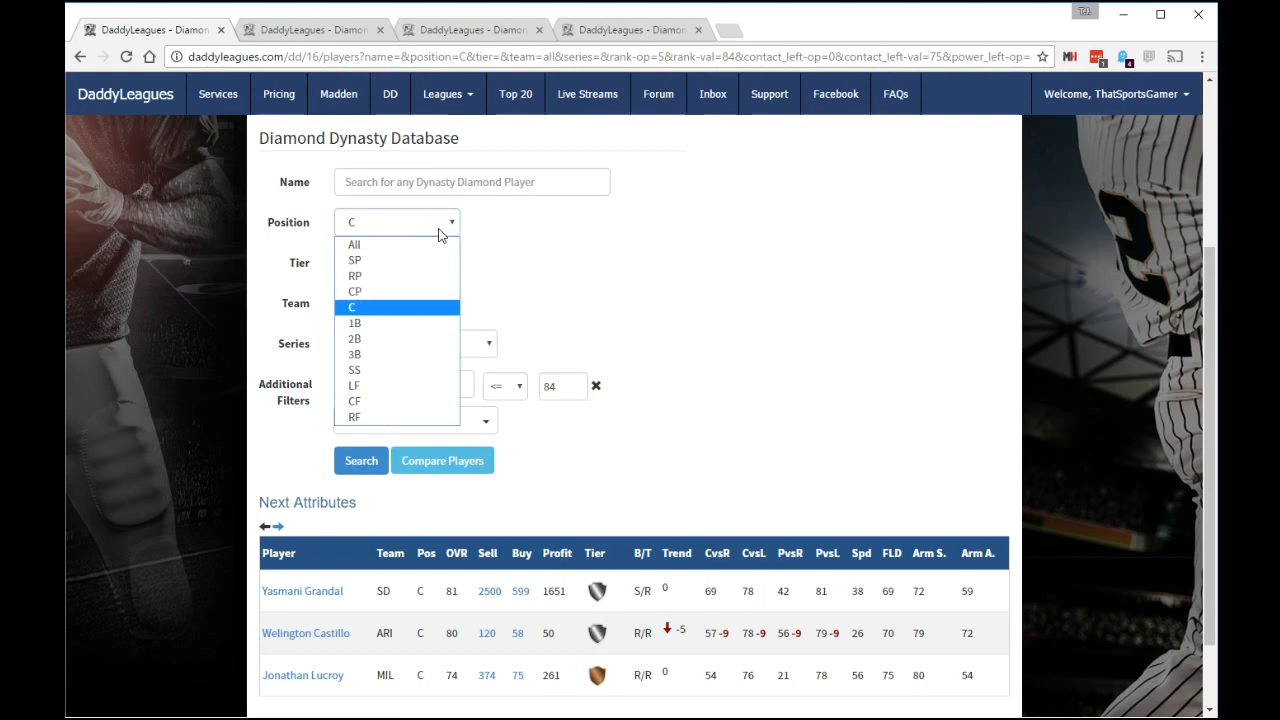 DaddyLeagues - Diamon
DaddyLeagues - Diamon
DaddyLeagues - Diamon
DaddyLeagues - Diamon
daddyleagues.com/dd/16/players?name=&position=C&tier=&team=all&series=&rank-op=5&rank-val=84&contact_left-op=0&contact_left-val=75&power_left-op=
DaddyLeagues Services Pricing Madden DD Leagues Top 20 Live Streams Forum Inbox Support Facebook FAQs Welcome, ThatSportsGamer
Diamond Dynasty Database
Name Search for any Dynasty Diamond Player
Position C
All
SP
Tier
RP
CP
Team C
1B
2B
Series
3B
SS
Additional LF <= 84
Filters CF
RF
Search Compare Players
Next Attributes
Player Team Pos OVR Sell Buy Profit Tier B/T Trend CvsR CvsL PvsR PvsL Spd FLD Arm S. Arm A.
Yasmani Grandal SD C 81 2500 599 1651 S/R 0 69 78 42 81 38 69 72 59
Welington Castillo ARI C 80 120 58 50 R/R -5 57 -9 78 -9 56 -9 79 -9 26 70 79 72
Jonathan Lucroy MIL C 74 374 75 261 R/R 0 54 76 21 78 56 75 80 54